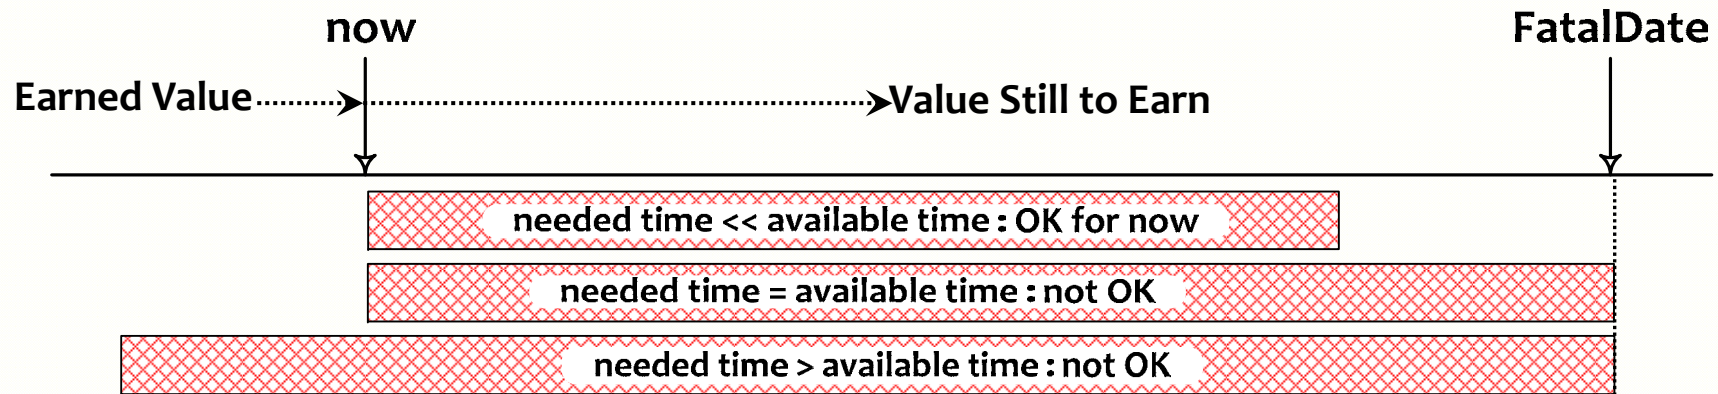 now
FatalDate
Earned Value
Value Still to Earn
needed time << available time : OK for now
needed time = available time : not OK
needed time > available time : not OK